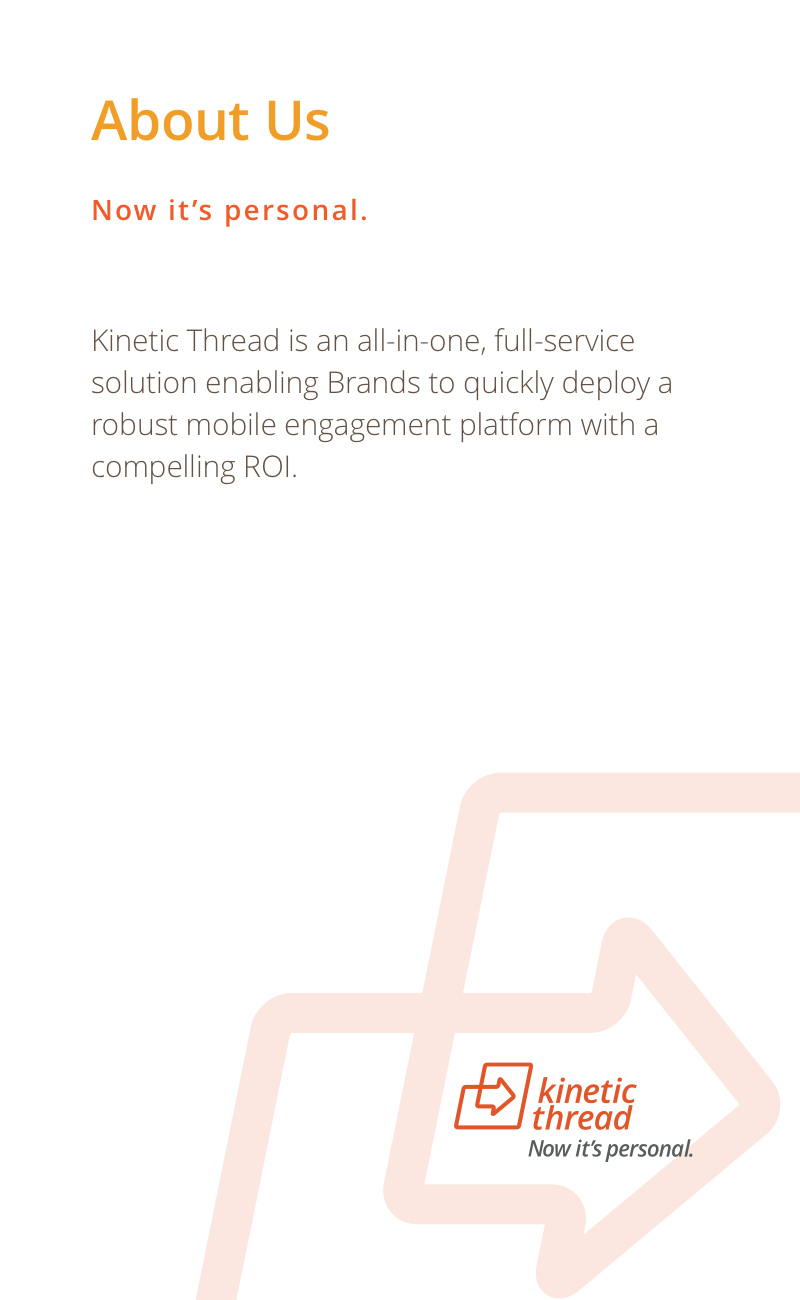 About Us
Now it’s personal.
Kinetic Thread is an all-in-one, full-service
solution enabling Brands to quickly deploy a
robust mobile engagement platform with a
compelling ROI.
kinetic
thread
Now it’s personal.